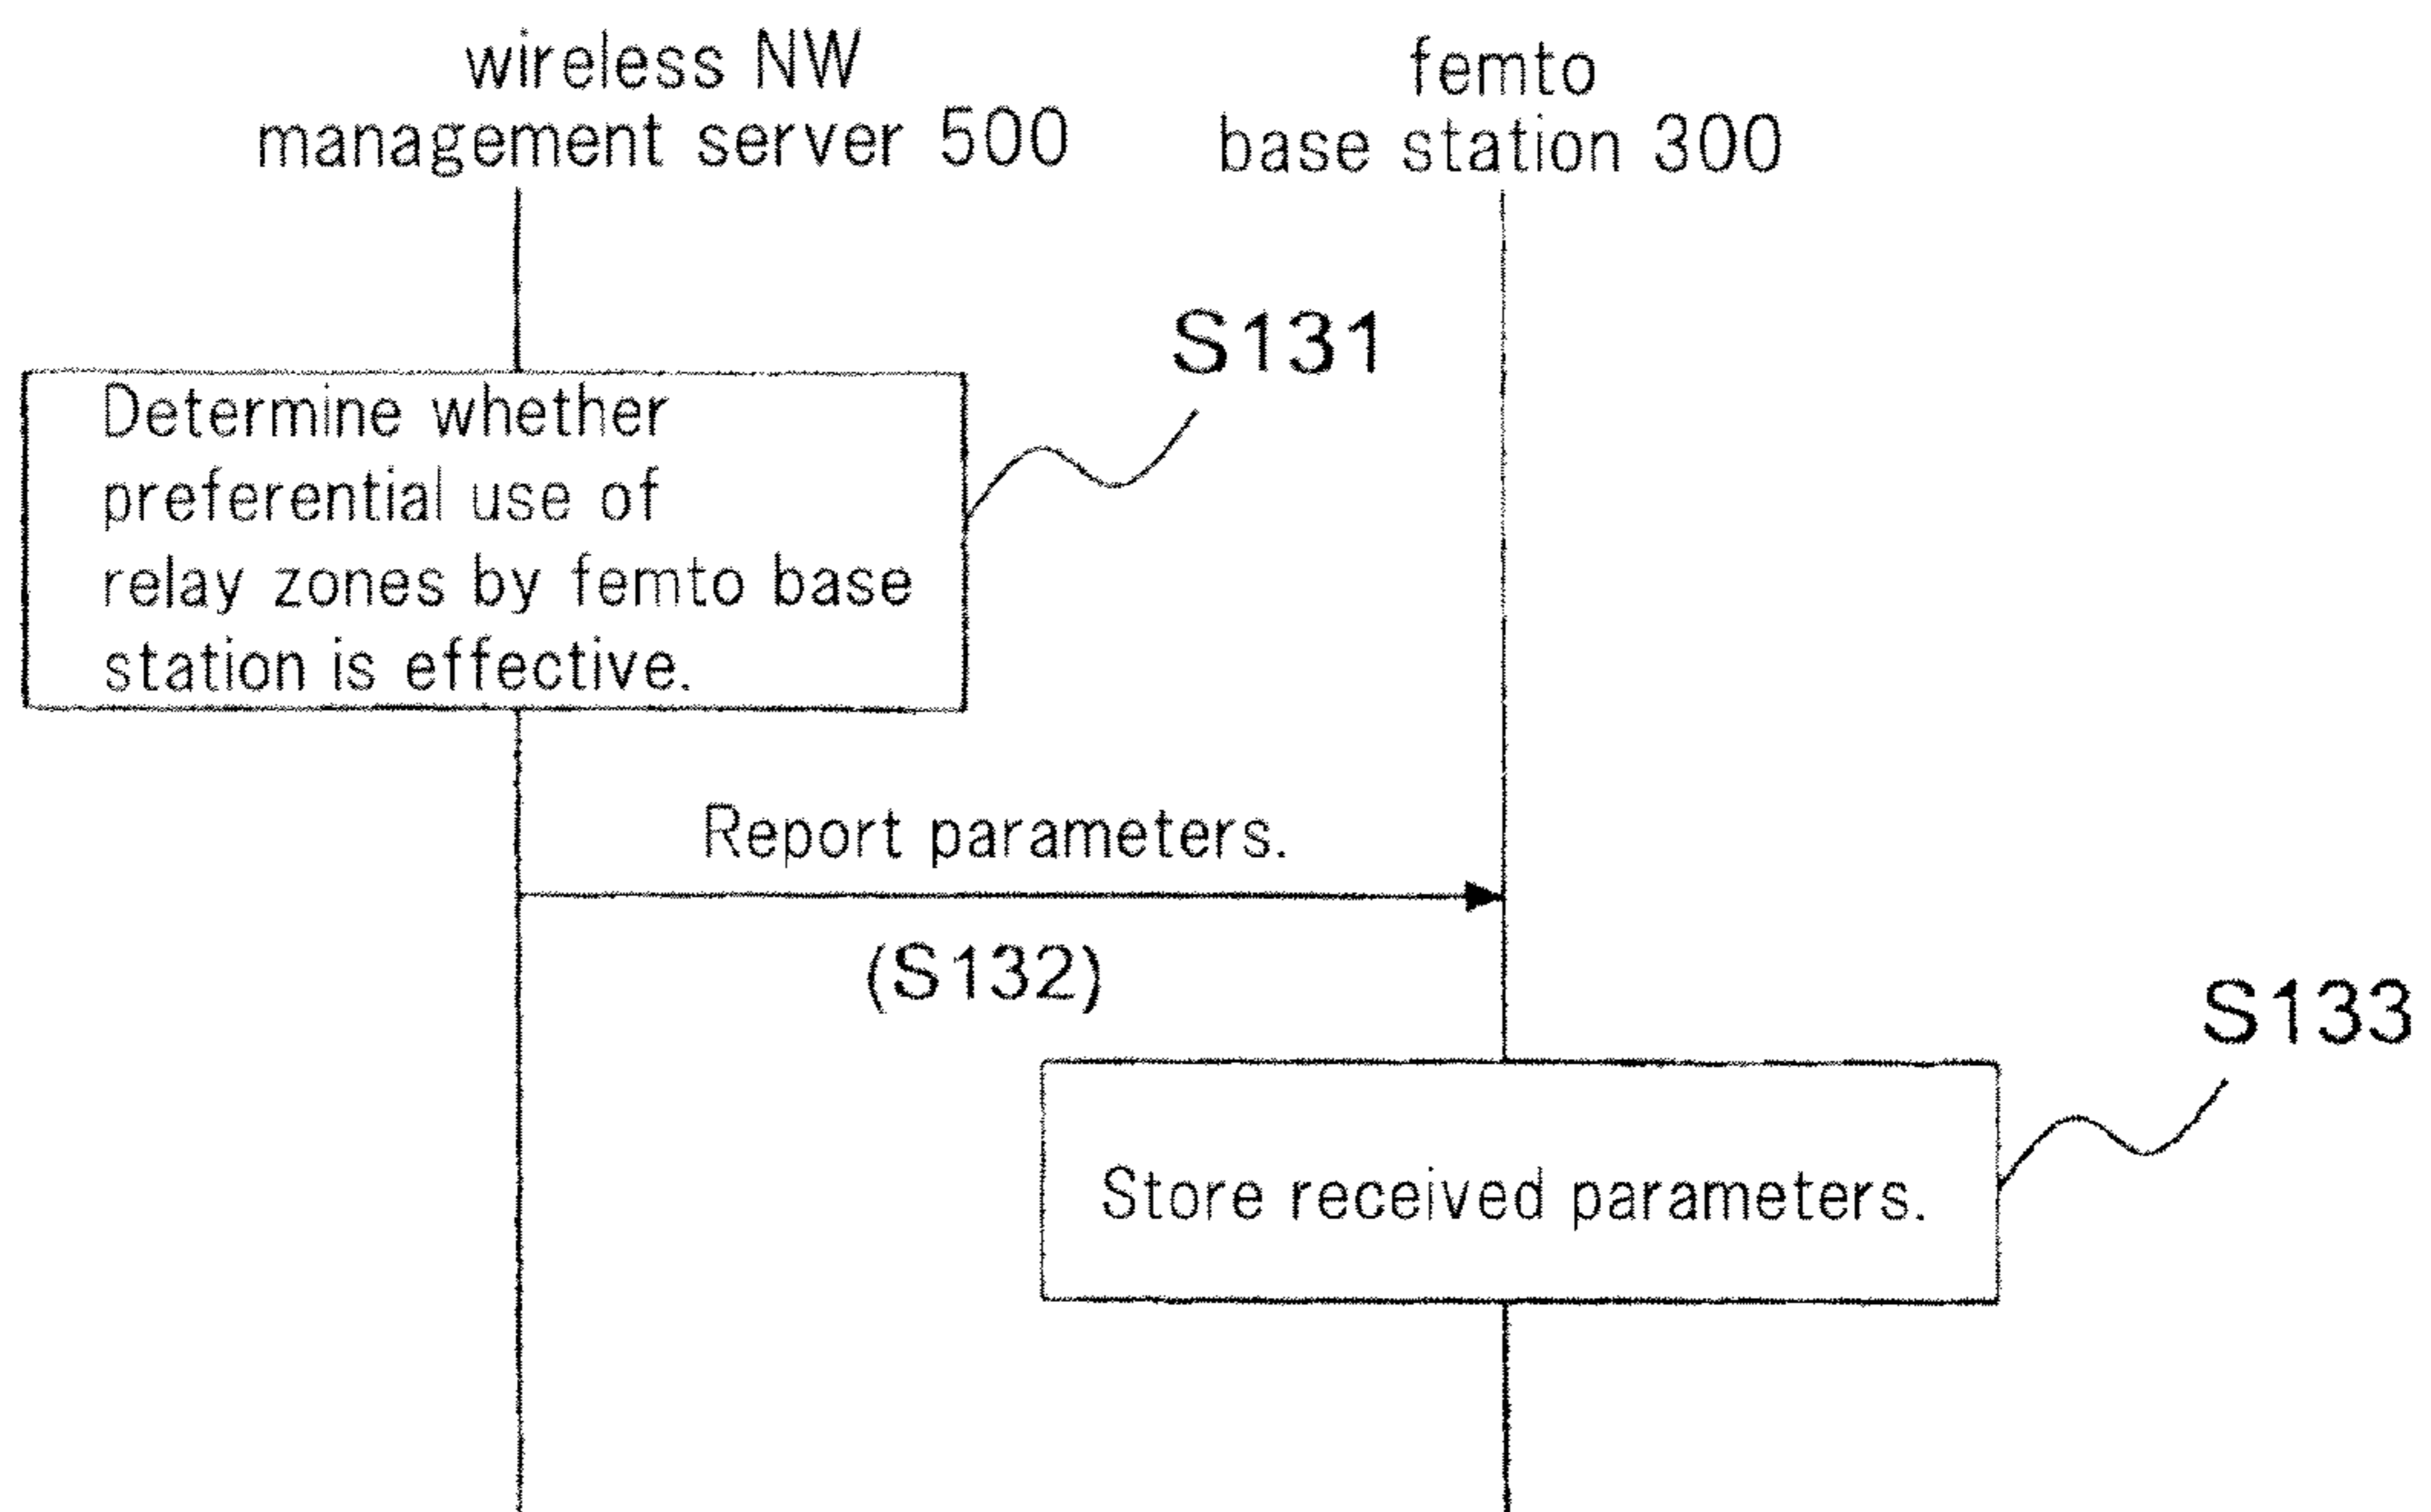 wireless NW
management server 500
femto
base station 300
S131
Determine whether
preferential use of
relay zones by femto base
station is effective.
Report parameters.
(S132)
S133
Store received parameters.